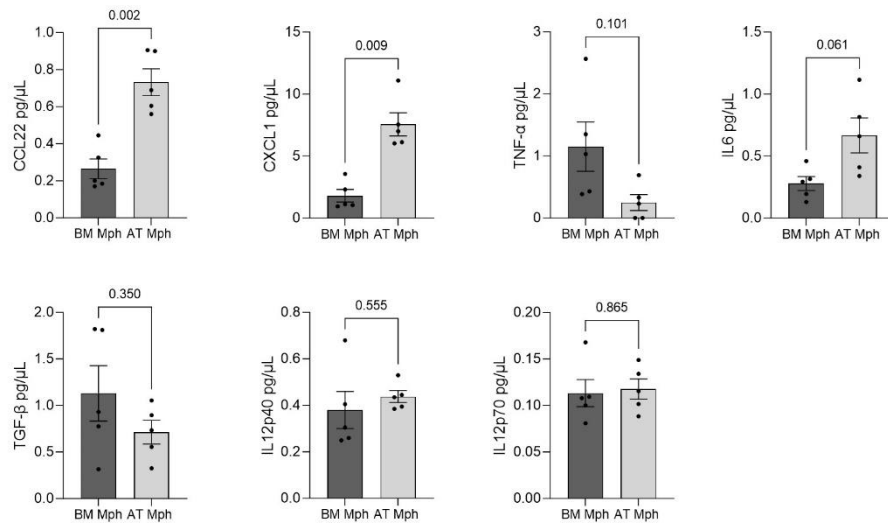 0.002
CCL22 pg/µL
1.0
0.8
0.6
0.4
0.2
0.0
BM Mph AT Mph
0.009
CXCL1 pg/µL
15
10
5
0
BM Mph AT Mph
0.101
TNF-α pg/µL
3
2
1
0
BM Mph AT Mph
0.061
IL6 pg/µL
1.5
1.0
0.5
0.0
BM Mph AT Mph
0.350
TGF-β pg/µL
2.0
1.5
1.0
0.5
0.0
BM Mph AT Mph
0.555
IL12p40 pg/µL
0.8
0.6
0.4
0.2
0.0
BM Mph AT Mph
0.865
IL12p70 pg/µL
0.20
0.15
0.10
0.05
0.00
BM Mph AT Mph